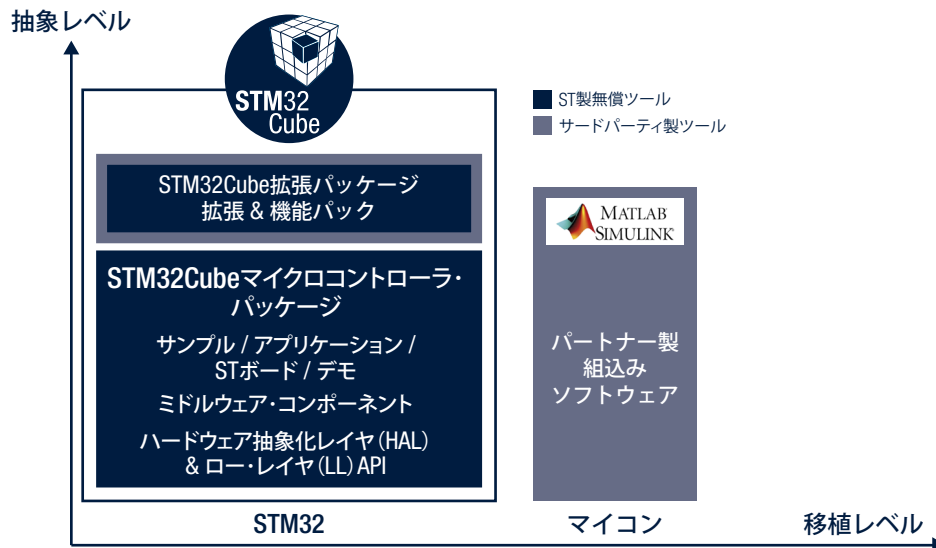 抽象レベル
STM32
Cube
ST製無償ツール
サードパーティ製ツール
STM32Cube拡張パッケージ
拡張 & 機能パック
STM32Cubeマイクロコントローラ・
パッケージ
サンプル / アプリケーション /
STボード / デモ
ミドルウェア・コンポーネント
ハードウェア抽象化レイヤ(HAL)
& ロー・レイヤ(LL) API
MATLAB
SIMULINK
パートナー製
組込み
ソフトウェア
STM32
マイコン
移植レベル